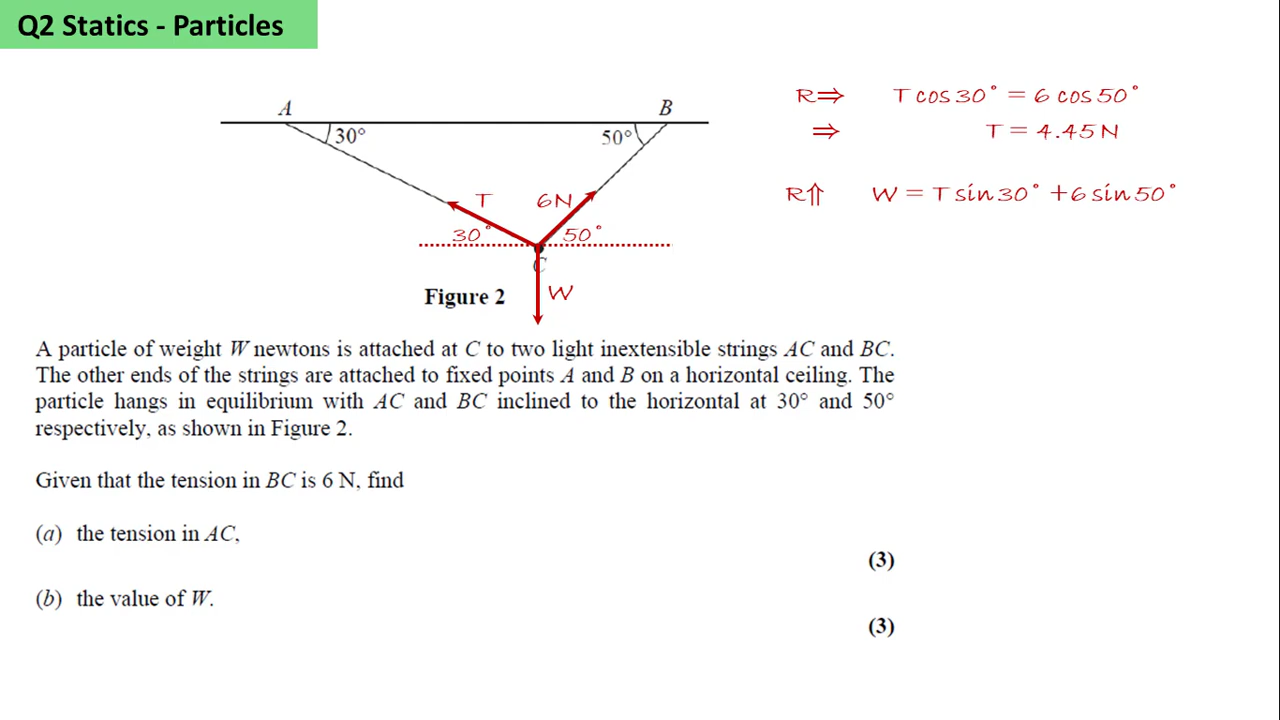 Q2 Statics - Particles
A
B
30°
50°
T
6N
30°
50°
C
W
Figure 2
R⇒ T cos 30° = 6 cos 50°
⇒ T = 4.45 N
R⇑ W = T sin 30° + 6 sin 50°
A particle of weight W newtons is attached at C to two light inextensible strings AC and BC.
The other ends of the strings are attached to fixed points A and B on a horizontal ceiling. The
particle hangs in equilibrium with AC and BC inclined to the horizontal at 30° and 50°
respectively, as shown in Figure 2.
Given that the tension in BC is 6 N, find
(a) the tension in AC,
(3)
(b) the value of W.
(3)